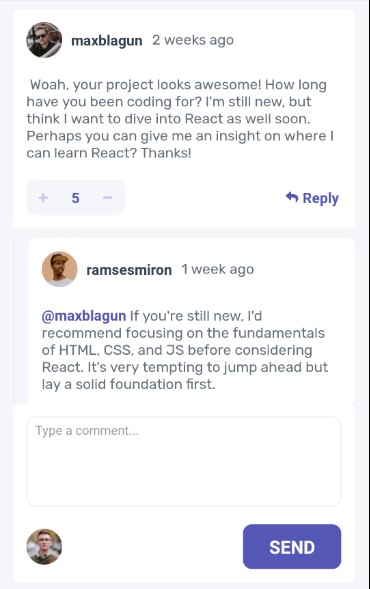 maxblagun 2 weeks ago
Woah, your project looks awesome! How long
have you been coding for? I'm still new, but
think I want to dive into React as well soon.
Perhaps you can give me an insight on where I
can learn React? Thanks!
+ 5 − Reply
ramsesmiron 1 week ago
@maxblagun If you're still new, I'd
recommend focusing on the fundamentals
of HTML, CSS, and JS before considering
React. It's very tempting to jump ahead but
lay a solid foundation first.
Type a comment...
SEND